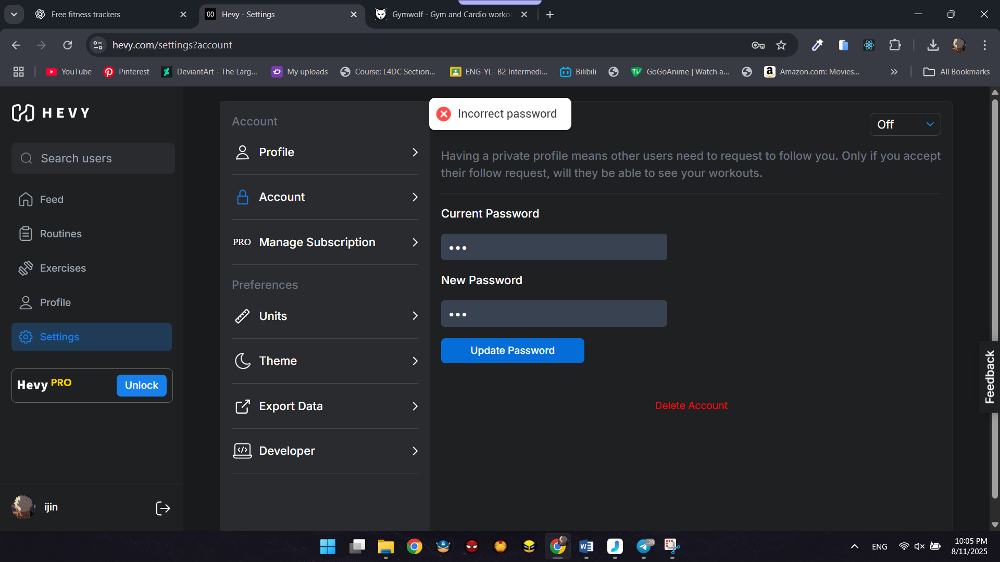 Free fitness trackers
Hevy - Settings
Gymwolf - Gym and Cardio worko
hevy.com/settings?account
YouTube
Pinterest
DeviantArt - The Larg...
My uploads
Course: L4DC Section...
ENG-YL- B2 Intermedi...
Bilibili
GoGoAnime | Watch a...
Amazon.com: Movies...
All Bookmarks
HEVY
Search users
Feed
Routines
Exercises
Profile
Settings
Hevy PRO
Unlock
ijin
Account
Profile
Account
PRO Manage Subscription
Preferences
Units
Theme
Export Data
Developer
Incorrect password
Off
Having a private profile means other users need to request to follow you. Only if you accept
their follow request, will they be able to see your workouts.
Current Password
New Password
Update Password
Delete Account
Feedback
28
ENG
10:05 PM
8/11/2025